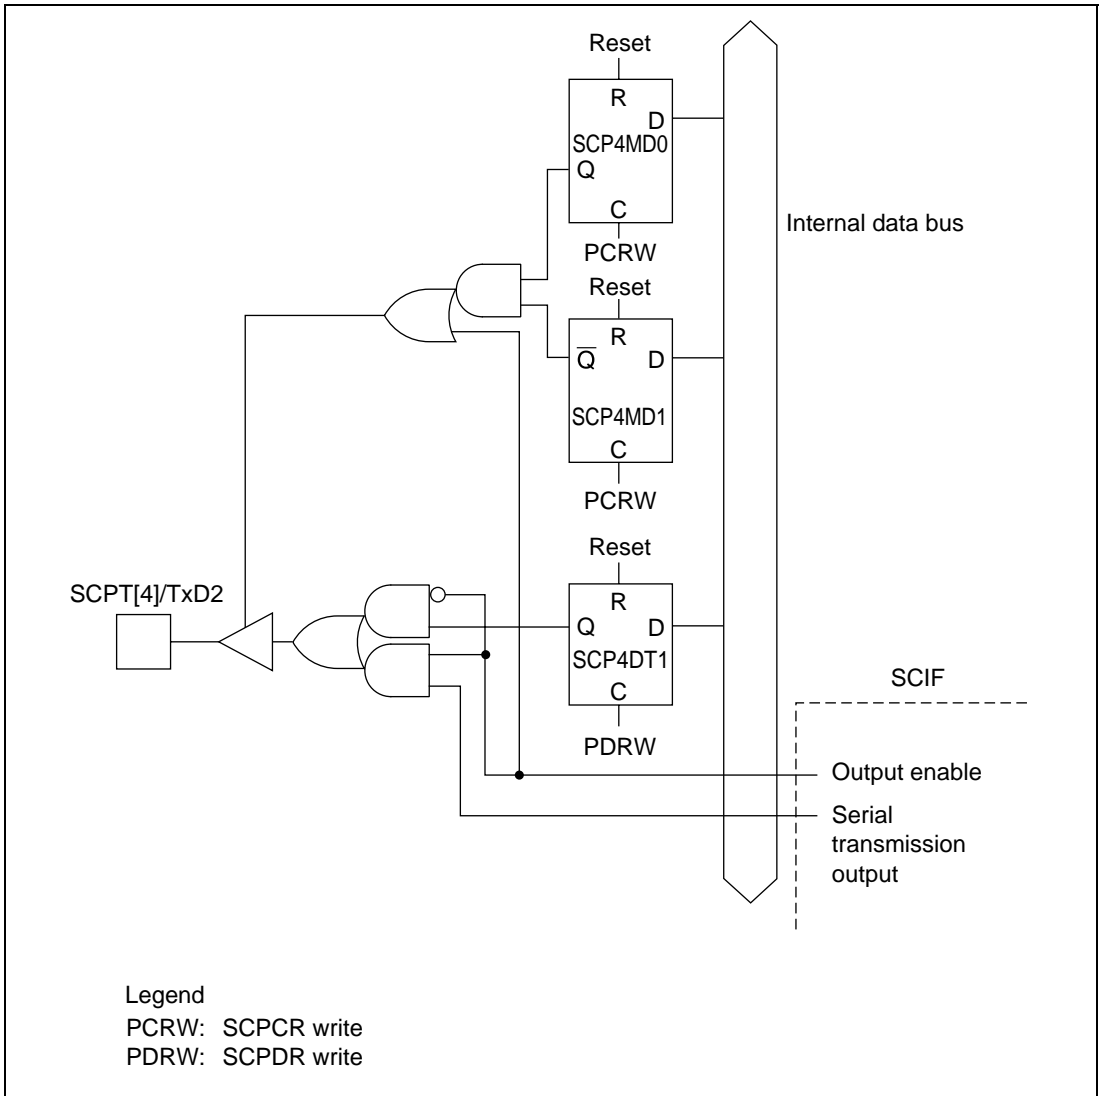 Reset
R
D
SCP4MD0
Q
C
PCRW
Internal data bus
Reset
R
Q̅ D
SCP4MD1
C
PCRW
Reset
R
Q D
SCP4DT1
C
PDRW
SCPT[4]/TxD2
SCIF
Output enable
Serial
transmission
output
Legend
PCRW: SCPCR write
PDRW: SCPDR write